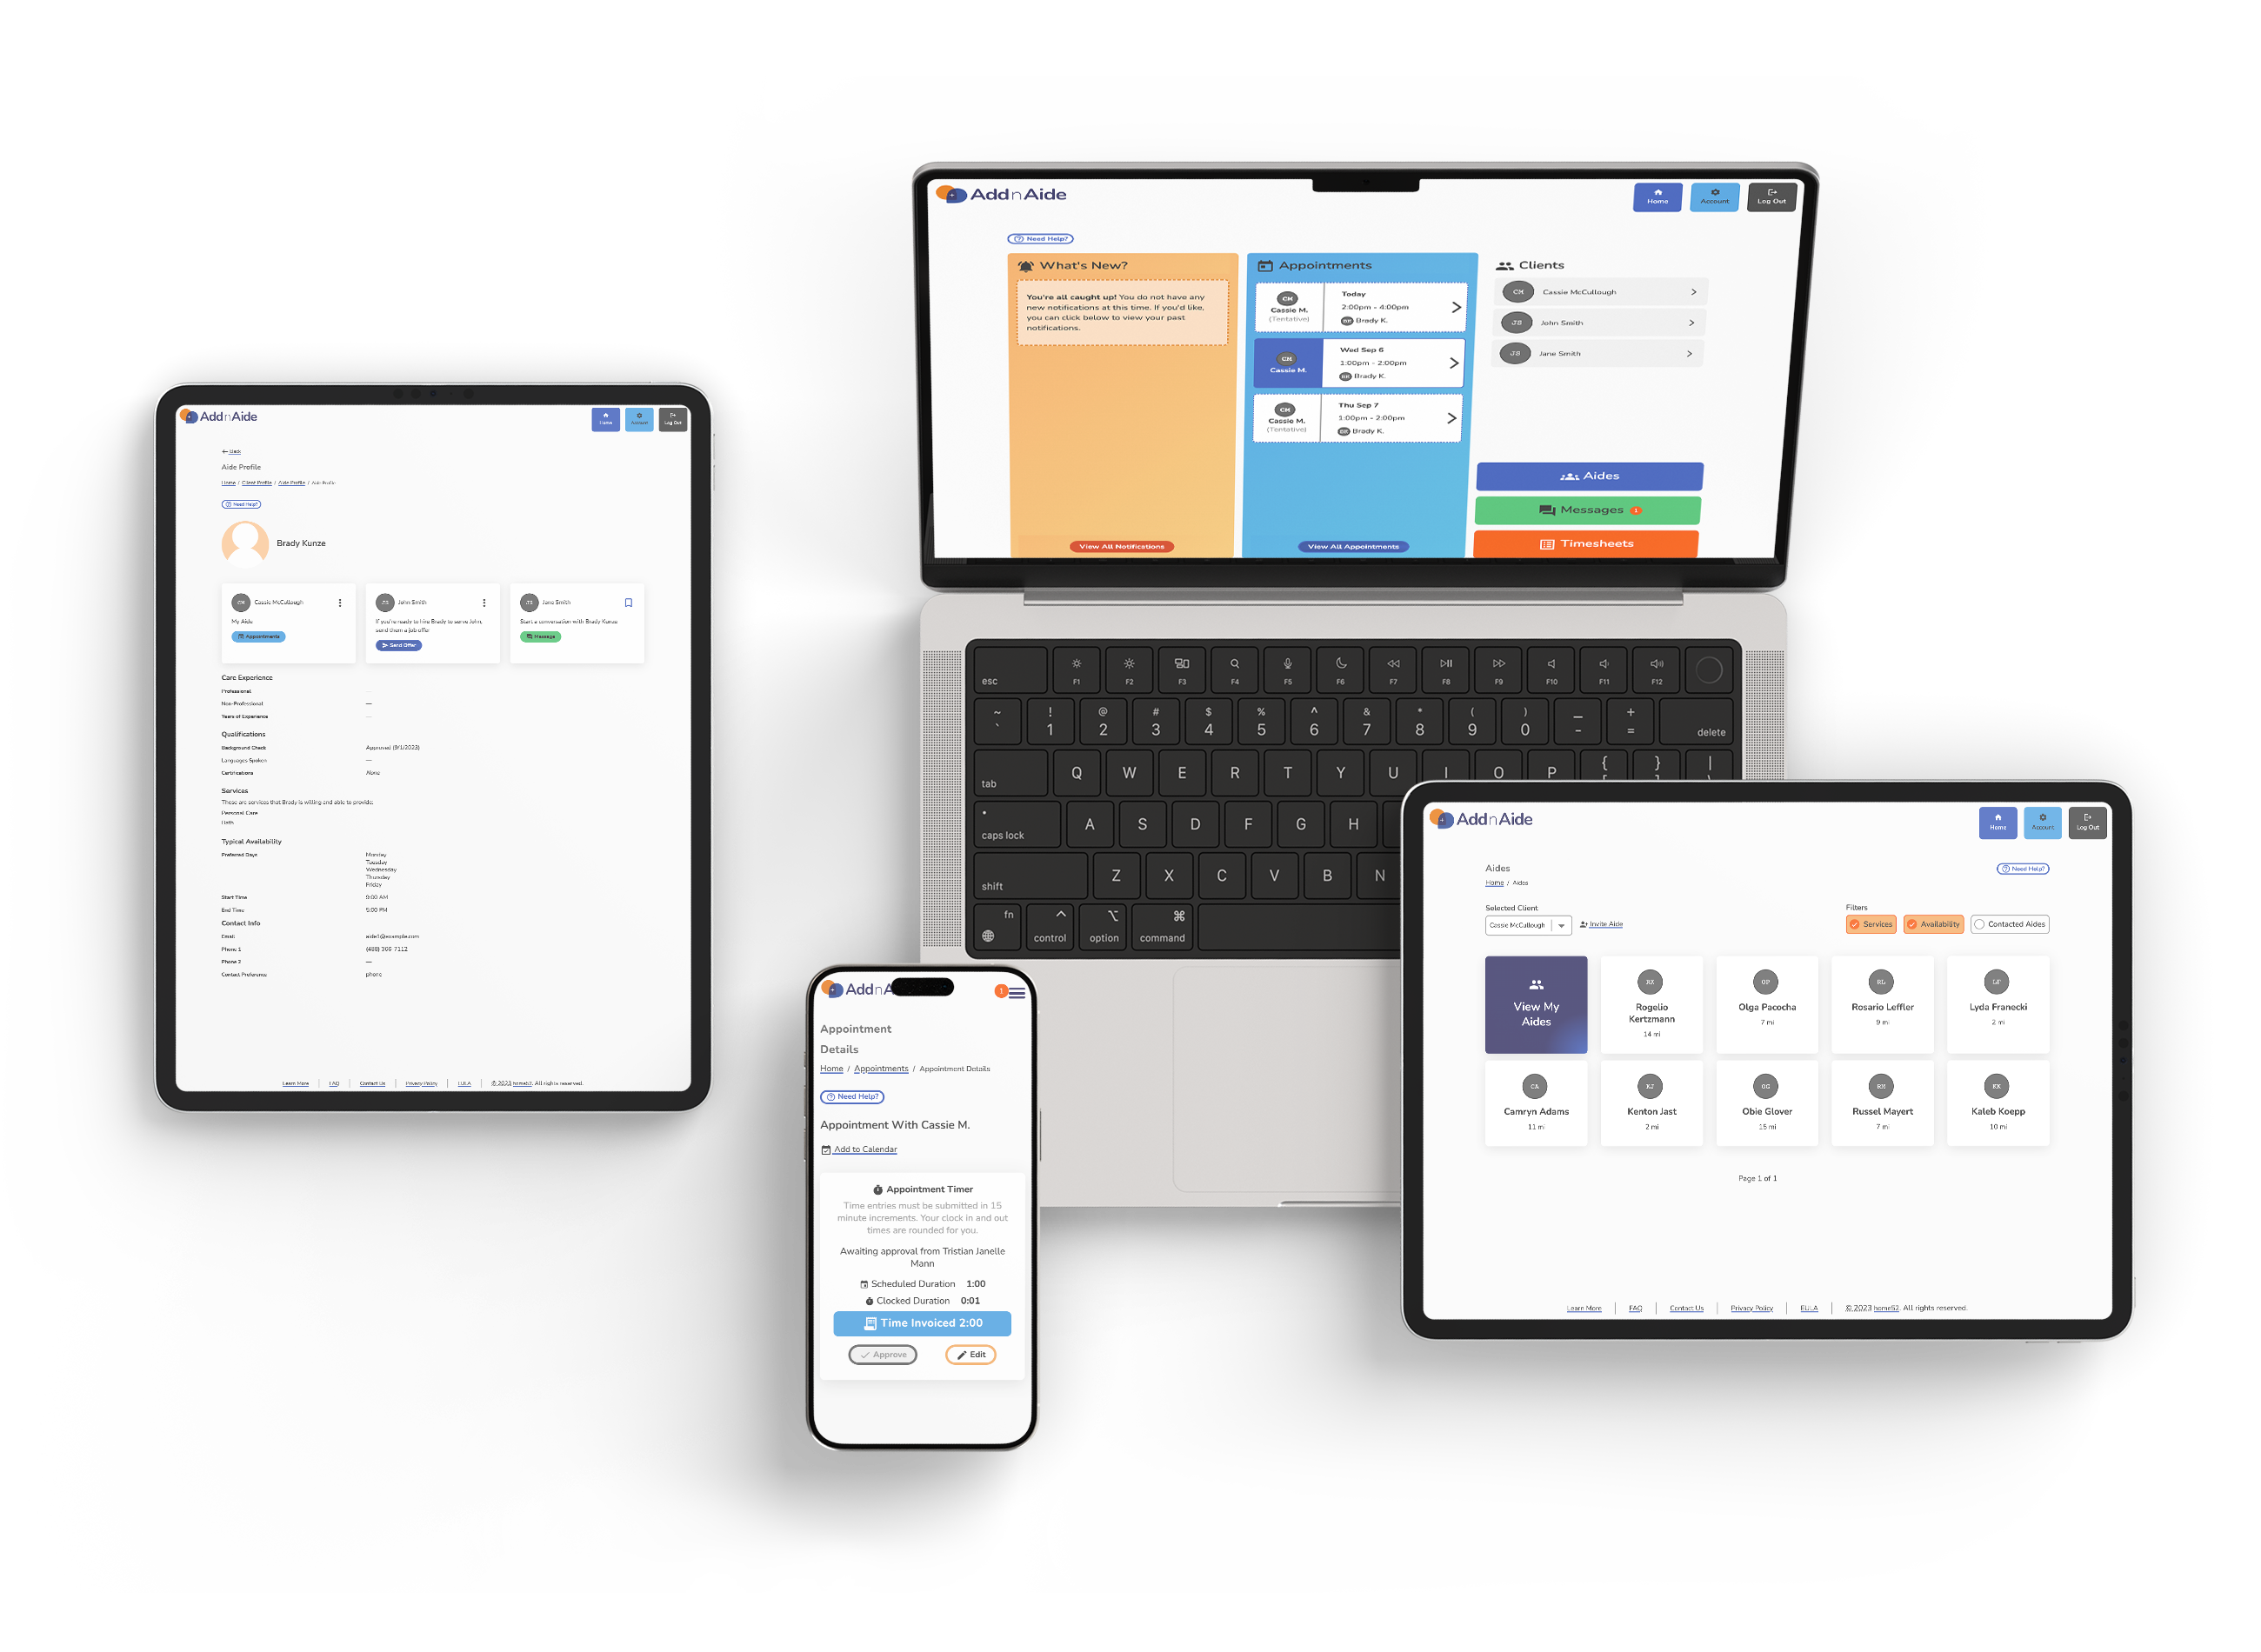 AddnAide
Home
Account
Log Out
Back
Aide Profile
Home / Client Profile / Aide Profile / Aide Profile
Need Help?
Brady Kunze
CM Cassie McCullough
My Aide
Appointments
JS John Smith
If you're ready to hire Brady to serve John,
send them a job offer
Send Offer
JS Jane Smith
Start a conversation with Brady Kunze
Message
Care Experience
Professional
Non-Professional —
Years of Experience
Qualifications
Background Check Approved (9/1/2023)
Languages Spoken —
Certifications None
Services
These are services that Brady is willing and able to provide.
Personal Care
Typical Availability
Preferred Days Monday
Tuesday
Wednesday
Thursday
Friday
Start Time 9:00 AM
End Time 5:00 PM
Contact Info
Email aide1@example.com
Phone 1
Phone 2 —
Contact Preference phone
Learn More | FAQ | Contact Us | Privacy Policy | EULA | © 2023 home52. All rights reserved.
AddnAide
Home
Account
Log Out
Need Help?
What's New?
You're all caught up! You do not have any
new notifications at this time. If you'd like,
you can click below to view your past
notifications.
View All Notifications
Appointments
CM
Cassie M.
(Tentative)
Today
2:00pm - 4:00pm
BK Brady K.
CM
Cassie M.
Wed Sep 6
1:00pm - 2:00pm
BK Brady K.
CM
Cassie M.
(Tentative)
Thu Sep 7
1:00pm - 2:00pm
BK Brady K.
View All Appointments
Clients
CM Cassie McCullough
JS John Smith
JS Jane Smith
Aides
Messages 1
Timesheets
esc F1 F2 F3 F4 F5 F6 F7 F8 F9 F10 F11 F12
~ ! @ # $ % ^ & * ( ) _ +
` 1 2 3 4 5 6 7 8 9 0 - = delete
tab Q W E R T Y U I O P { } |
caps lock A S D F G H
shift Z X C V B N
fn control option command
AddnA
1
Appointment
Details
Home / Appointments / Appointment Details
Need Help?
Appointment With Cassie M.
Add to Calendar
Appointment Timer
Time entries must be submitted in 15
minute increments. Your clock in and out
times are rounded for you.
Awaiting approval from Tristian Janelle
Mann
Scheduled Duration 1:00
Clocked Duration 0:01
Time Invoiced 2:00
Approve
Edit
AddnAide
Home
Account
Log Out
Aides
Home / Aides
Need Help?
Selected Client
Cassie McCullough
Invite Aide
Filters
Services
Availability
Contacted Aides
View My
Aides
RK
Rogelio
Kertzmann
14 mi
OP
Olga Pacocha
7 mi
RL
Rosario Leffler
9 mi
LF
Lyda Franecki
2 mi
CA
Camryn Adams
11 mi
KJ
Kenton Jast
2 mi
OG
Obie Glover
15 mi
RM
Russel Mayert
7 mi
KK
Kaleb Koepp
10 mi
Page 1 of 1
Learn More | FAQ | Contact Us | Privacy Policy | EULA | © 2023 home52. All rights reserved.